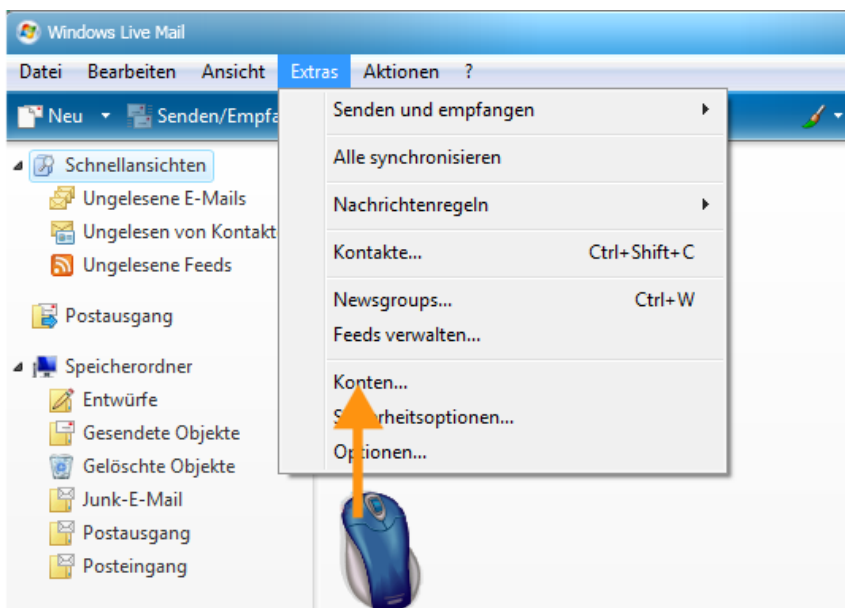 Windows Live Mail
Datei Bearbeiten Ansicht Extras Aktionen ?
Neu Senden/Empfa
Senden und empfangen
Alle synchronisieren
Nachrichtenregeln
Kontakte... Ctrl+Shift+C
Newsgroups... Ctrl+W
Feeds verwalten...
Konten...
Optionen...
Schnellansichten
Ungelesene E-Mails
Ungelesen von Kontakt
Ungelesene Feeds
Postausgang
Speicherordner
Entwürfe
Gesendete Objekte
Gelöschte Objekte
Junk-E-Mail
Postausgang
Posteingang